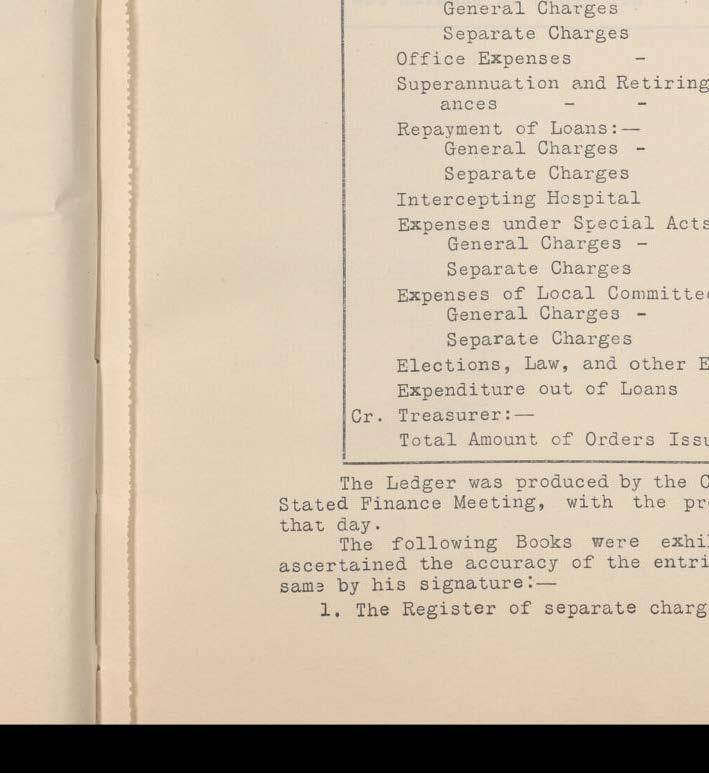 General Charges
Separate Charges
Office Expenses -
Superannuation and Retiring
ances - -
Repayment of Loans:—
General Charges -
Separate Charges
Intercepting Hospital
Expenses under Special Acts
General Charges -
Separate Charges
Expenses of Local Committee
General Charges -
Separate Charges
Elections, Law, and other E
Expenditure out of Loans
Cr. Treasurer:—
Total Amount of Orders Issu
The Ledger was produced by the C
Stated Finance Meeting, with the pr
that day.
The following Books were exhi
ascertained the accuracy of the entri
same by his signature:—
1. The Register of separate charg